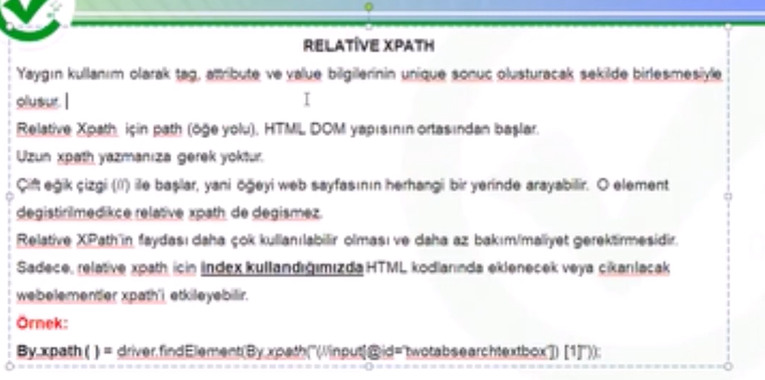 RELATİVE XPATH
Yaygın kullanım olarak tag, attribute ve value bilgilerinin unique sonuc olusturacak sekilde birlesmesiyle
olusur.
Relative Xpath için path (öğe yolu), HTML DOM yapısının ortasından başlar.
Uzun xpath yazmanıza gerek yoktur.
Çift eğik çizgi (//) ile başlar, yani öğeyi web sayfasının herhangi bir yerinde arayabilir. O element
degistirilmedikce relative xpath de degismez.
Relative XPath'in faydası daha çok kullanılabilir olması ve daha az bakım/maliyet gerektirmesidir.
Sadece, relative xpath icin Index kullandığımızda HTML kodlarında eklenecek veya çikarılacak
webelementler xpath'i etkileyebilir.
Örnek:
By.xpath ( ) = driver.findElement(By.xpath("(//input[@id='twotabsearchtextbox']) [1]"));